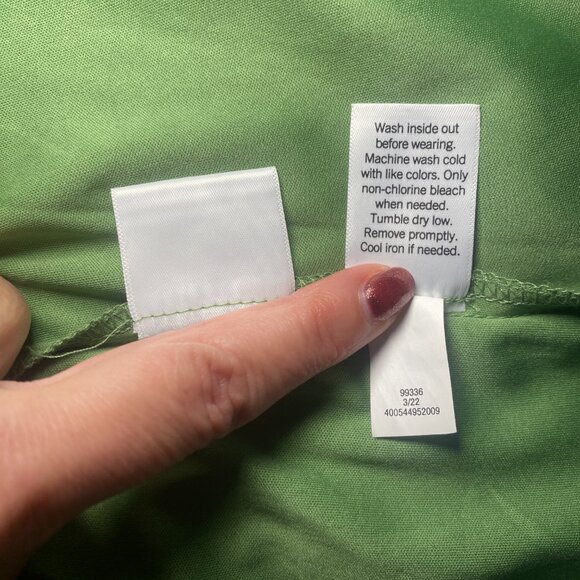 Wash inside out
before wearing.
Machine wash cold
with like colors. Only
non-chlorine bleach
when needed.
Tumble dry low.
Remove promptly.
Cool iron if needed.
99336
3/22
400544952009